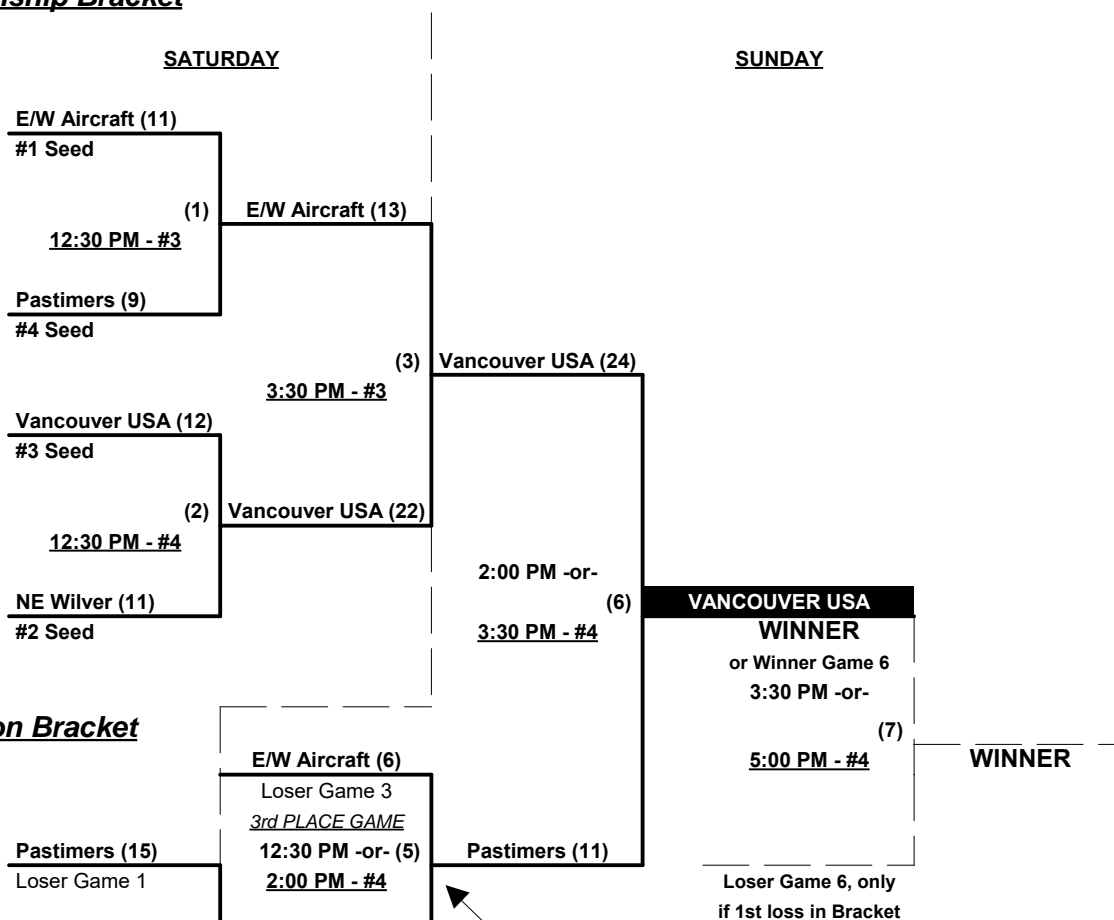 nship Bracket
SATURDAY
SUNDAY
E/W Aircraft (11)
#1 Seed
(1)
E/W Aircraft (13)
12:30 PM - #3
Pastimers (9)
#4 Seed
(3)
Vancouver USA (24)
3:30 PM - #3
Vancouver USA (12)
#3 Seed
(2)
Vancouver USA (22)
12:30 PM - #4
2:00 PM -or-
NE Wilver (11)
(6)
VANCOUVER USA
#2 Seed
3:30 PM - #4
WINNER
or Winner Game 6
3:30 PM -or-
on Bracket
(7)
E/W Aircraft (6)
5:00 PM - #4
WINNER
Loser Game 3
3rd PLACE GAME
Pastimers (15)
12:30 PM -or- (5)
Pastimers (11)
Loser Game 1
2:00 PM - #4
Loser Game 6, only
if 1st loss in Bracket